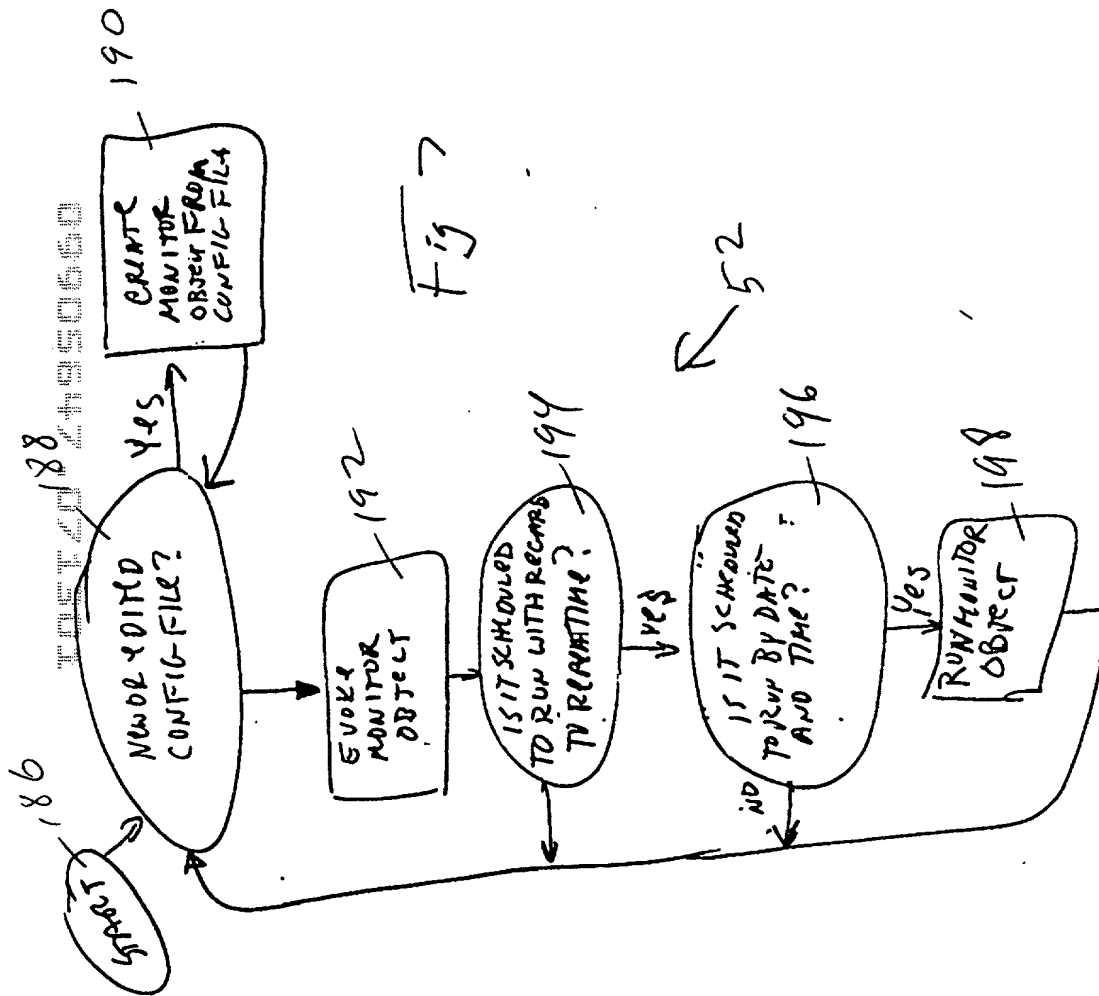 START
186
NEW OR EDITED
CONFIG-FILE?
188
Yes
CREATE
MONITOR
OBJECT FROM
CONFIG-FILE
190
EVOKE
MONITOR
OBJECT
192
IS IT SCHEDULED
TO RUN WITH REGARD
TO REPEAT TIME?
194
yes
IS IT SCHEDULED
TO RUN BY DATE
AND TIME?
196
NO
Yes
RUN MONITOR
OBJECT
198
Fig 7
52